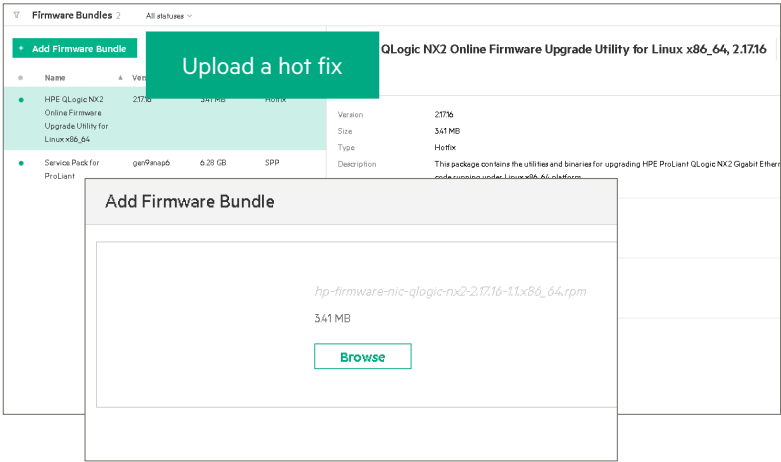 Firmware Bundles 2 All statuses
+ Add Firmware Bundle
Upload a hot fix
QLogic NX2 Online Firmware Upgrade Utility for Linux x86_64, 2.17.16
Name
HPE QLogic NX2 2.17.16 3.41 MB Hotfix
Online Firmware
Upgrade Utility for
Linux x86_64
Service Pack for gen9snap6 6.28 GB SPP
ProLiant
Version 2.17.16
Size 3.41 MB
Type Hotfix
Description This package contains the utilities and binaries for upgrading HPE ProLiant QLogic NX2 Gigabit Ether
code running under Linux x86_64 platform
Add Firmware Bundle
hp-firmware-nic-qlogic-nx2-2.17.16-1.1.x86_64.rpm
3.41 MB
Browse